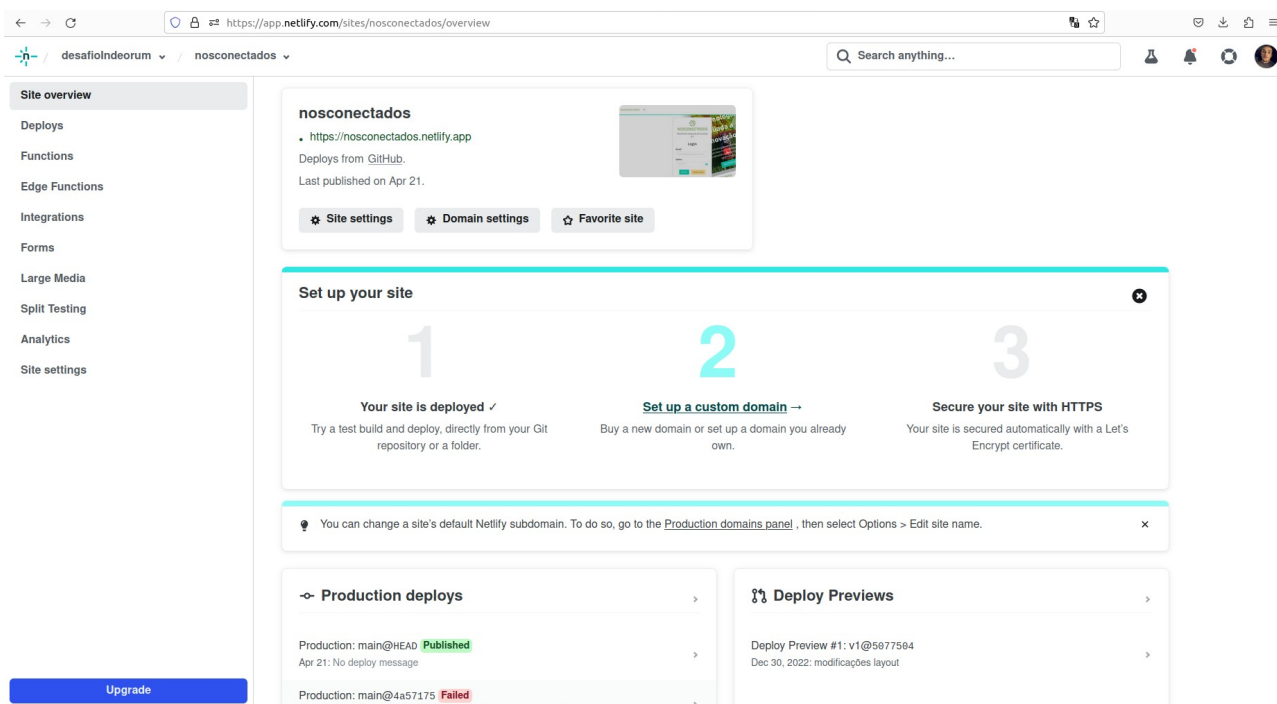 https://app.netlify.com/sites/nosconectados/overview
n / desafioIndeorum / nosconectados
Search anything...
Site overview
Deploys
Functions
Edge Functions
Integrations
Forms
Large Media
Split Testing
Analytics
Site settings
Upgrade
nosconectados
https://nosconectados.netlify.app
Deploys from GitHub.
Last published on Apr 21.
Login
Site settings
Domain settings
Favorite site
Set up your site
1
Your site is deployed ✓
Try a test build and deploy, directly from your Git
repository or a folder.
2
Set up a custom domain →
Buy a new domain or set up a domain you already
own.
3
Secure your site with HTTPS
Your site is secured automatically with a Let's
Encrypt certificate.
You can change a site's default Netlify subdomain. To do so, go to the Production domains panel , then select Options > Edit site name.
Production deploys
Production: main@HEAD Published
Apr 21: No deploy message
Production: main@4a57175 Failed
Deploy Previews
Deploy Preview #1: v1@5077504
Dec 30, 2022: modificações layout